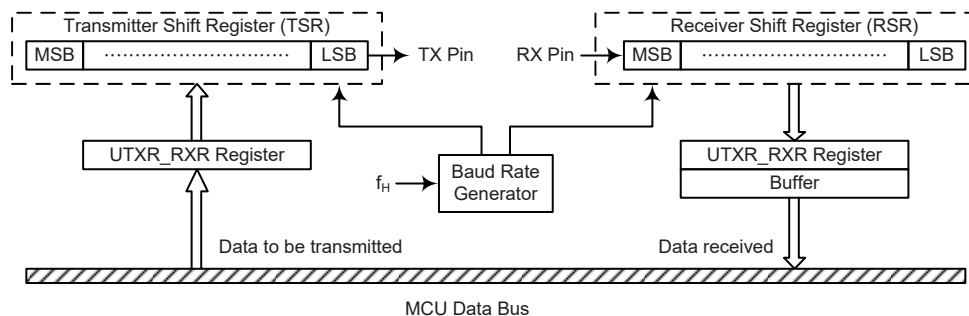 Transmitter Shift Register (TSR)
MSB
LSB
TX Pin
RX Pin
Receiver Shift Register (RSR)
MSB
LSB
UTXR_RXR Register
fH
Baud Rate
Generator
UTXR_RXR Register
Buffer
Data to be transmitted
Data received
MCU Data Bus